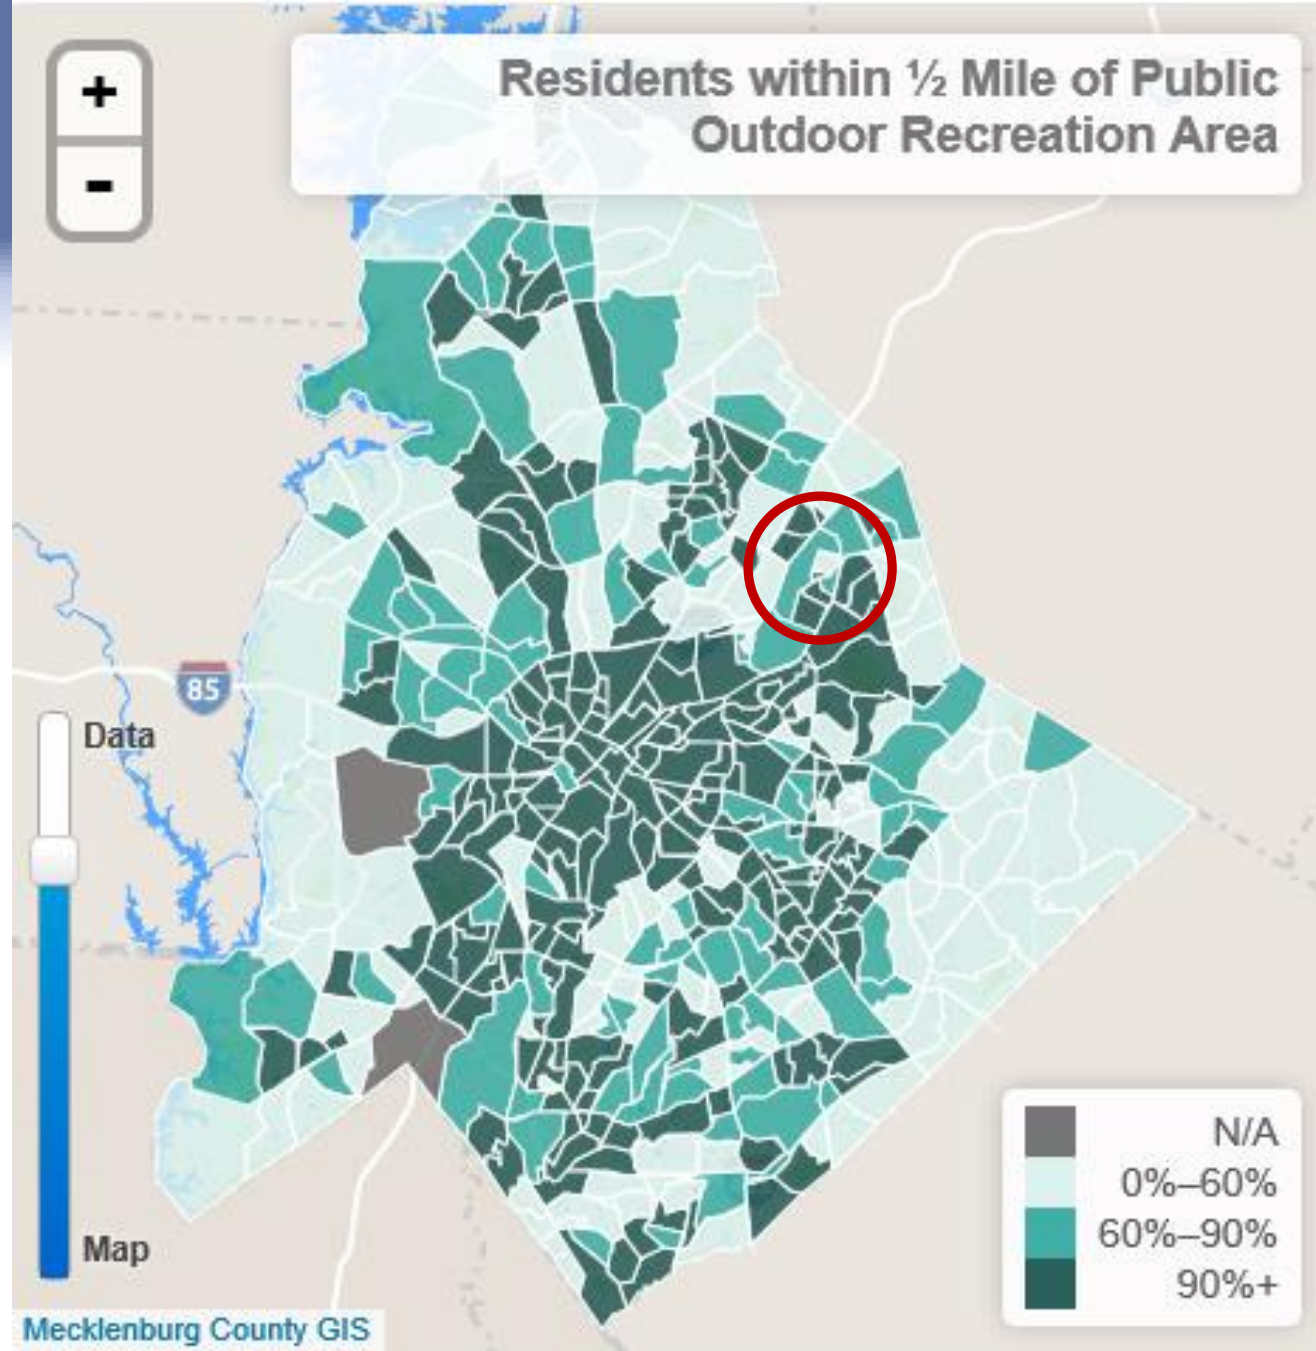 +
-
Residents within ½ Mile of Public
Outdoor Recreation Area
85
Data
Map
N/A
0%–60%
60%–90%
90%+
Mecklenburg County GIS